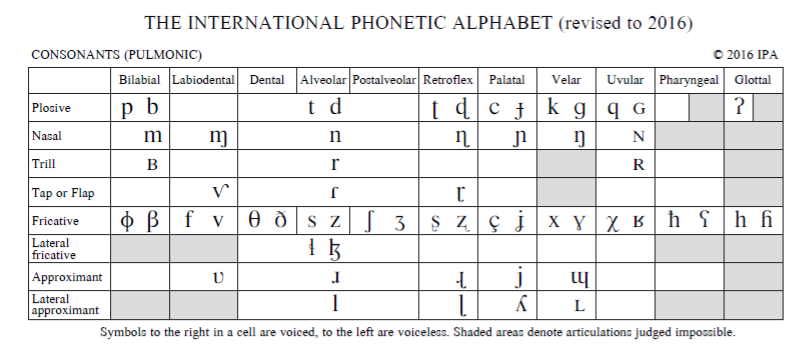 THE INTERNATIONAL PHONETIC ALPHABET (revised to 2016)
CONSONANTS (PULMONIC) © 2016 IPA
Bilabial Labiodental Dental Alveolar Postalveolar Retroflex Palatal Velar Uvular Pharyngeal Glottal
Plosive p b t d ʈ ɖ c ɟ k ɡ q ɢ ʔ
Nasal m ɱ n ɳ ɲ ŋ ɴ
Trill ʙ r ʀ
Tap or Flap ⱱ ɾ ɽ
Fricative ɸ β f v θ ð s z ʃ ʒ ʂ ʐ ç ʝ x ɣ χ ʁ ħ ʕ h ɦ
Lateral
fricative ɬ ɮ
Approximant ʋ ɹ ɻ j ɰ
Lateral
approximant l ɭ ʎ ʟ
Symbols to the right in a cell are voiced, to the left are voiceless. Shaded areas denote articulations judged impossible.